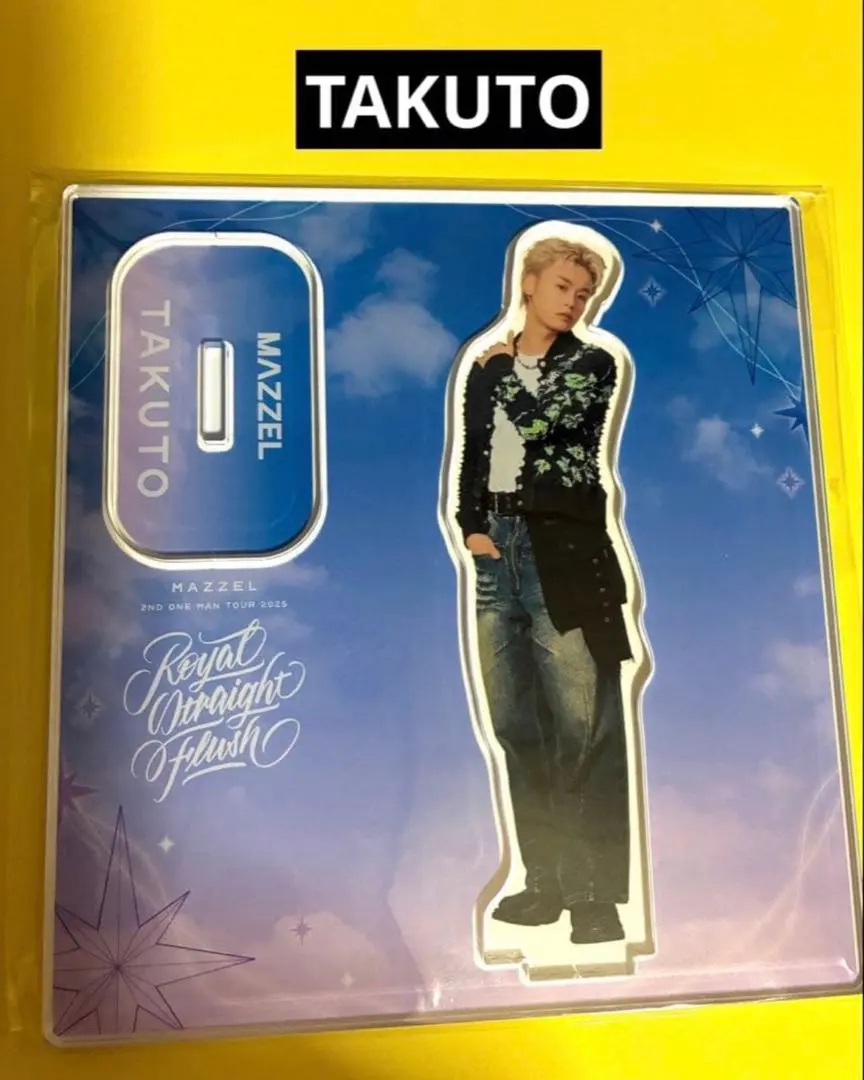 TAKUTO
MAZZEL
TAKUTO
MAZZEL
2ND ONE MAN TOUR 2025
Royal
Straight
Flush